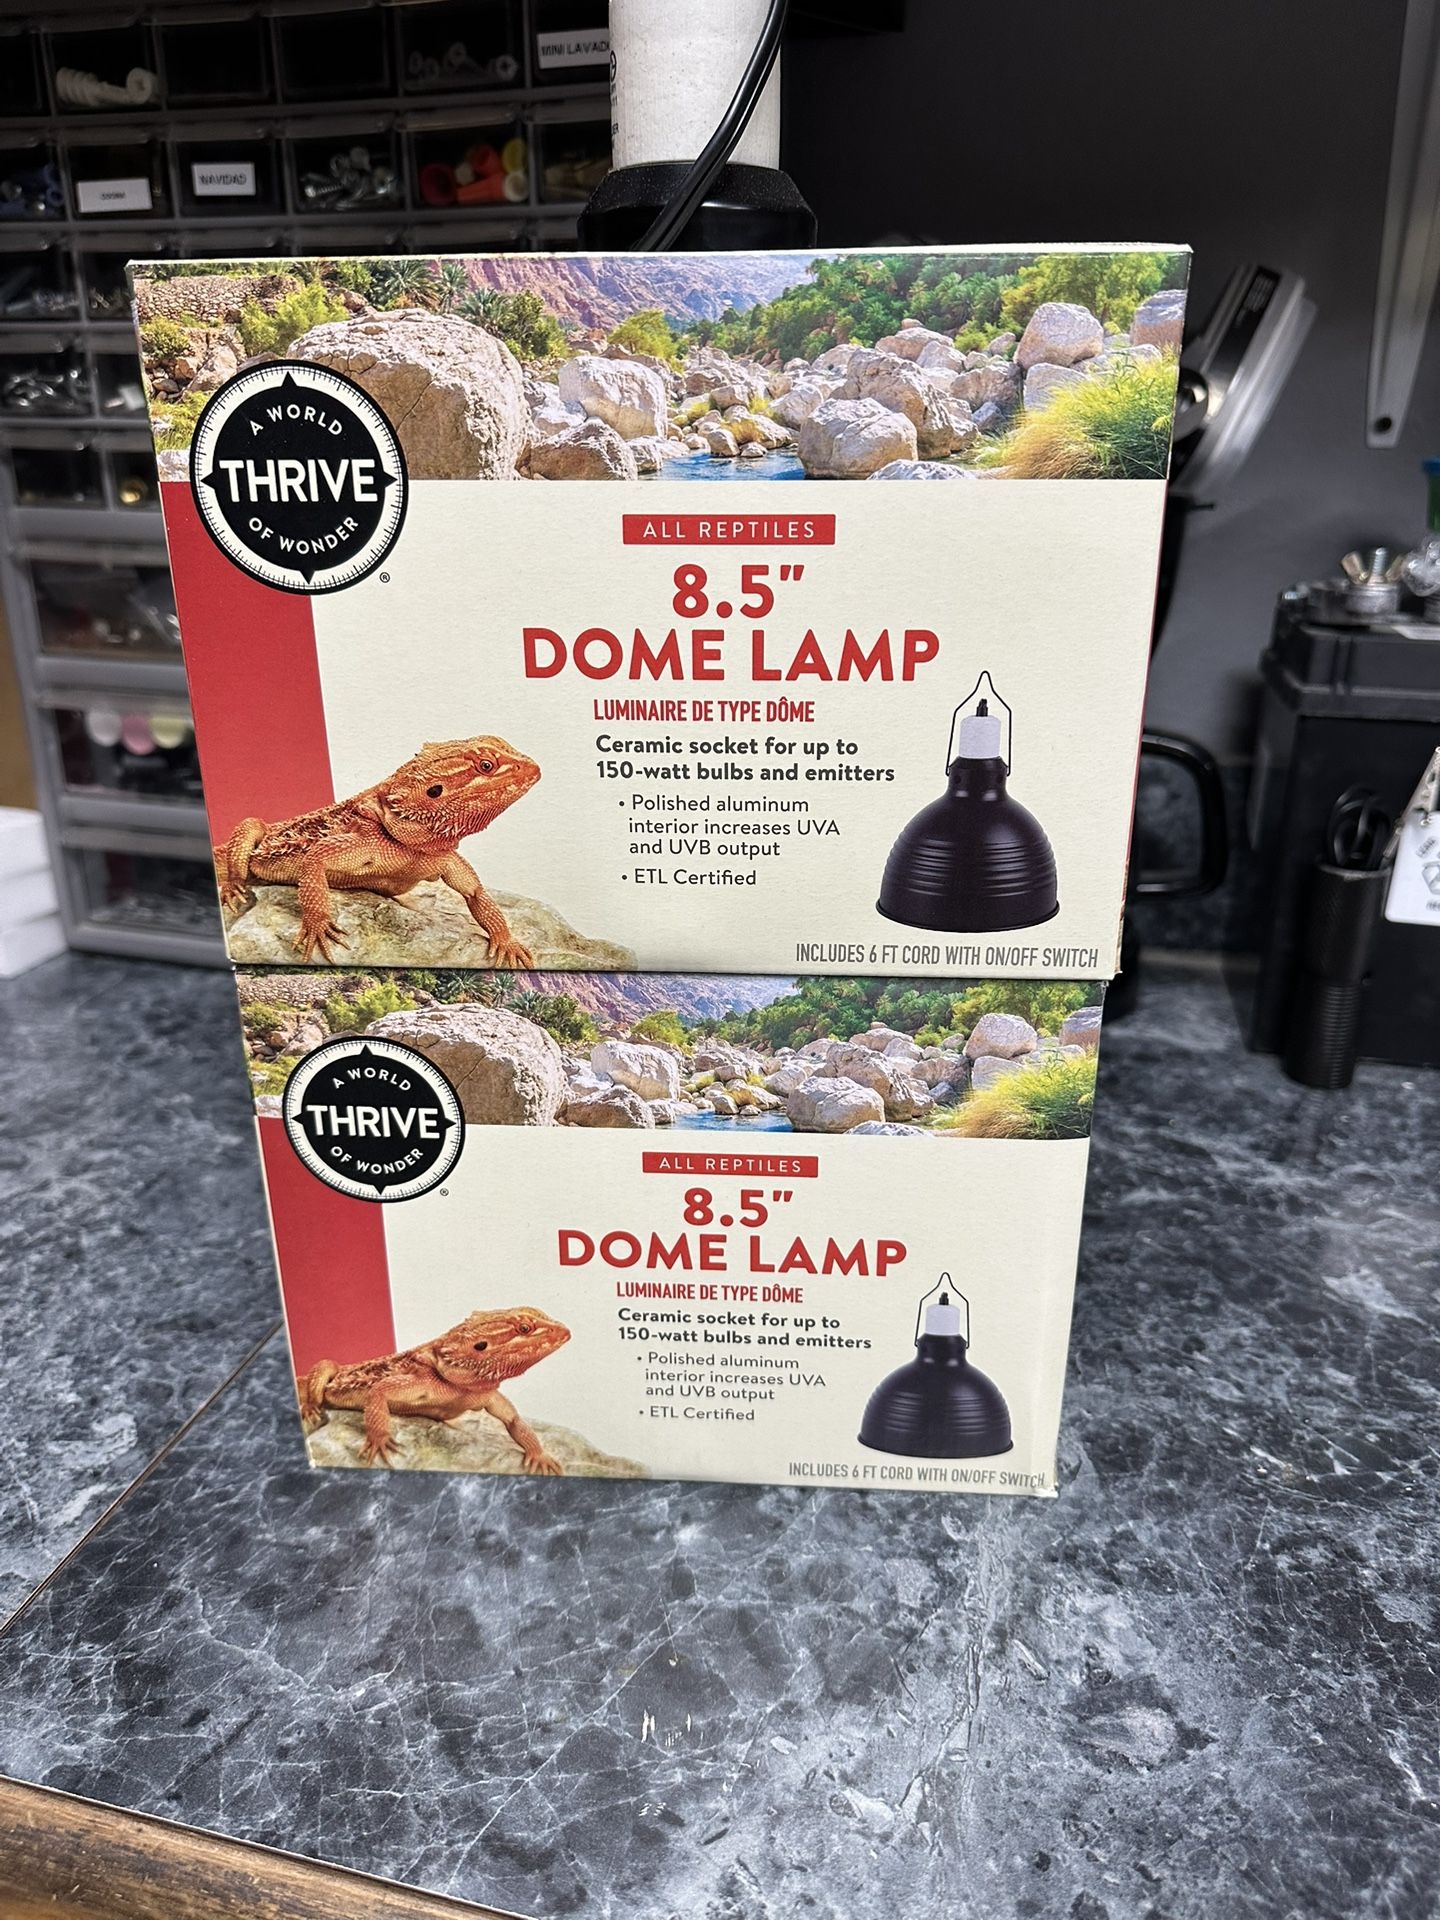 MINI LAVAD
NAVIDAD
A WORLD
THRIVE
OF WONDER
®
ALL REPTILES
8.5"
DOME LAMP
LUMINAIRE DE TYPE DÔME
Ceramic socket for up to
150-watt bulbs and emitters
• Polished aluminum
interior increases UVA
and UVB output
• ETL Certified
INCLUDES 6 FT CORD WITH ON/OFF SWITCH
A WORLD
THRIVE
OF WONDER
®
ALL REPTILES
8.5"
DOME LAMP
LUMINAIRE DE TYPE DÔME
Ceramic socket for up to
150-watt bulbs and emitters
• Polished aluminum
interior increases UVA
and UVB output
• ETL Certified
INCLUDES 6 FT CORD WITH ON/OFF SWITCH